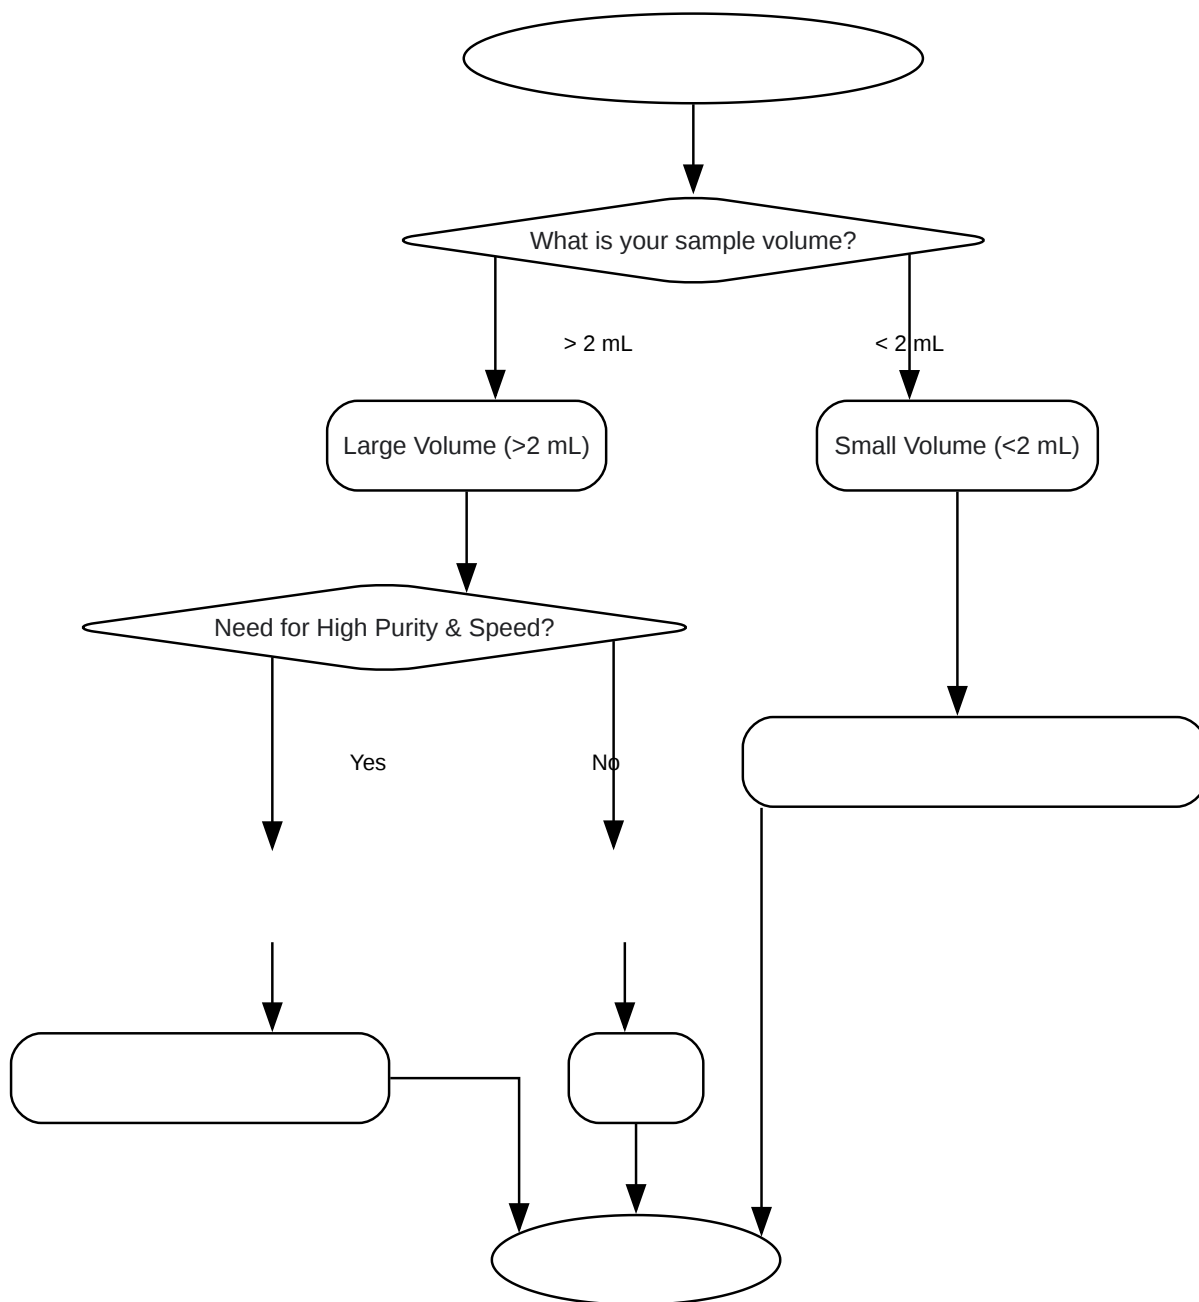 What is your sample volume?
> 2 mL
< 2 mL
Large Volume (>2 mL)
Small Volume (<2 mL)
Need for High Purity & Speed?
Yes
No